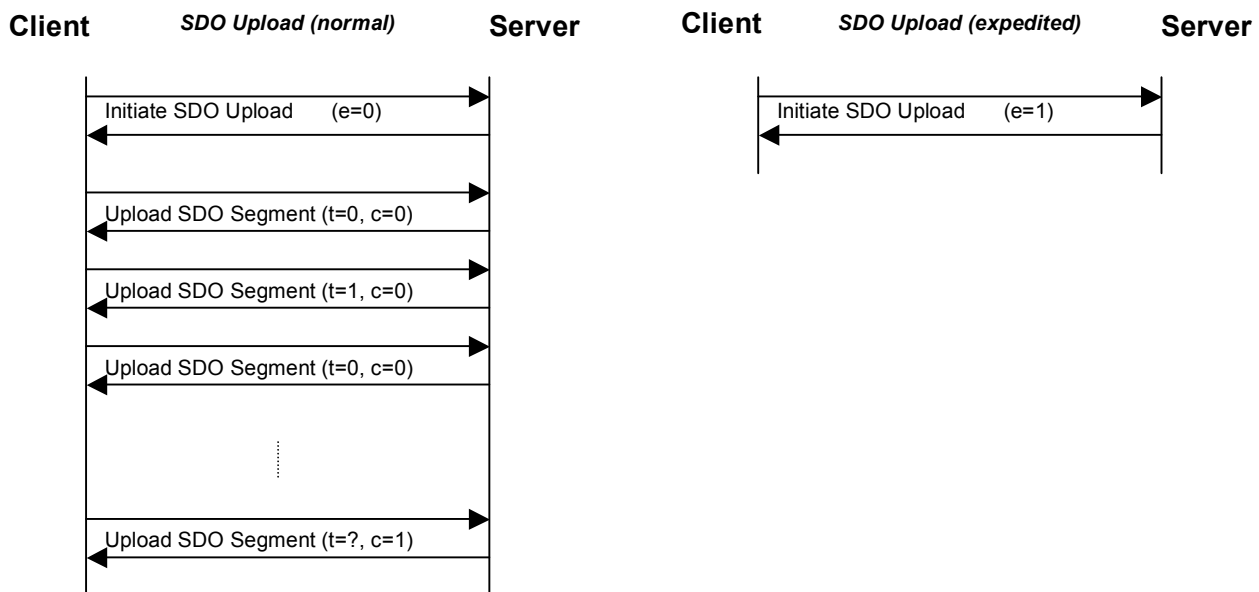 Client SDO Upload (normal) Server
Initiate SDO Upload (e=0)
Upload SDO Segment (t=0, c=0)
Upload SDO Segment (t=1, c=0)
Upload SDO Segment (t=0, c=0)
Upload SDO Segment (t=?, c=1)
Client SDO Upload (expedited) Server
Initiate SDO Upload (e=1)